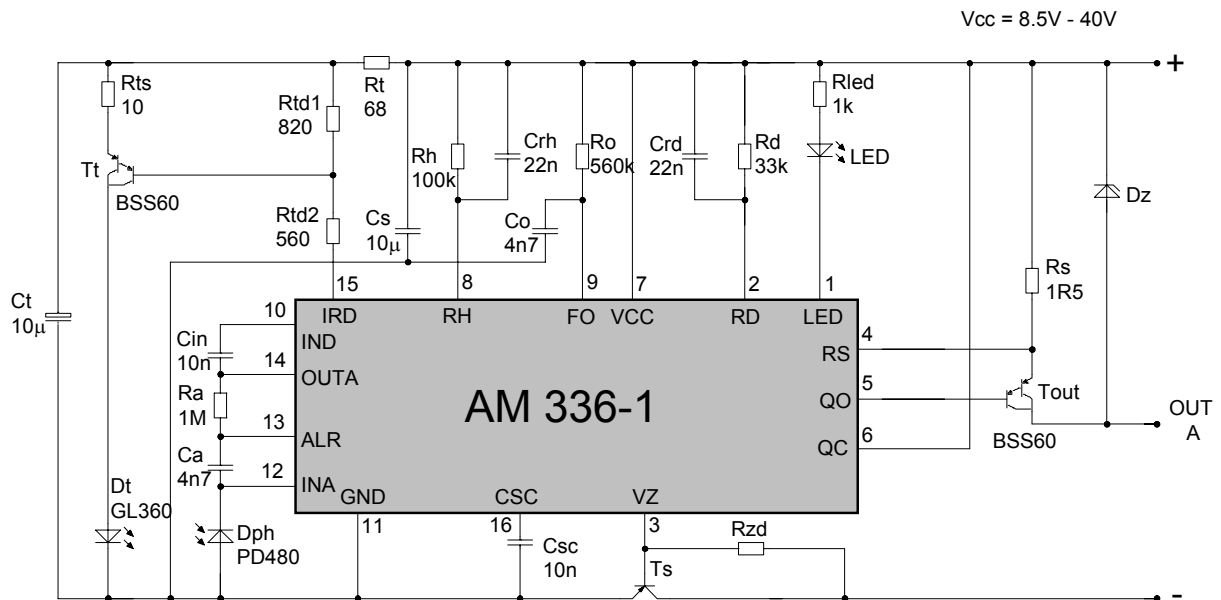 Vcc = 8.5V - 40V
+
Rts
10
Rtd1
820
Rt
68
Rh
100k
Crh
22n
Ro
560k
Crd
22n
Rd
33k
Rled
1k
LED
Tt
BSS60
Rtd2
560
Cs
10μ
Co
4n7
Dz
Rs
1R5
Ct
10μ
15
8
9
7
2
1
IRD
RH
FO
VCC
RD
LED
10
IND
Cin
10n
14
OUTA
Ra
1M
13
ALR
Ca
4n7
12
INA
AM 336-1
4
RS
5
QO
6
QC
Tout
BSS60
OUT
A
Dt
GL360
Dph
PD480
GND
11
CSC
16
Csc
10n
VZ
3
Rzd
Ts
-